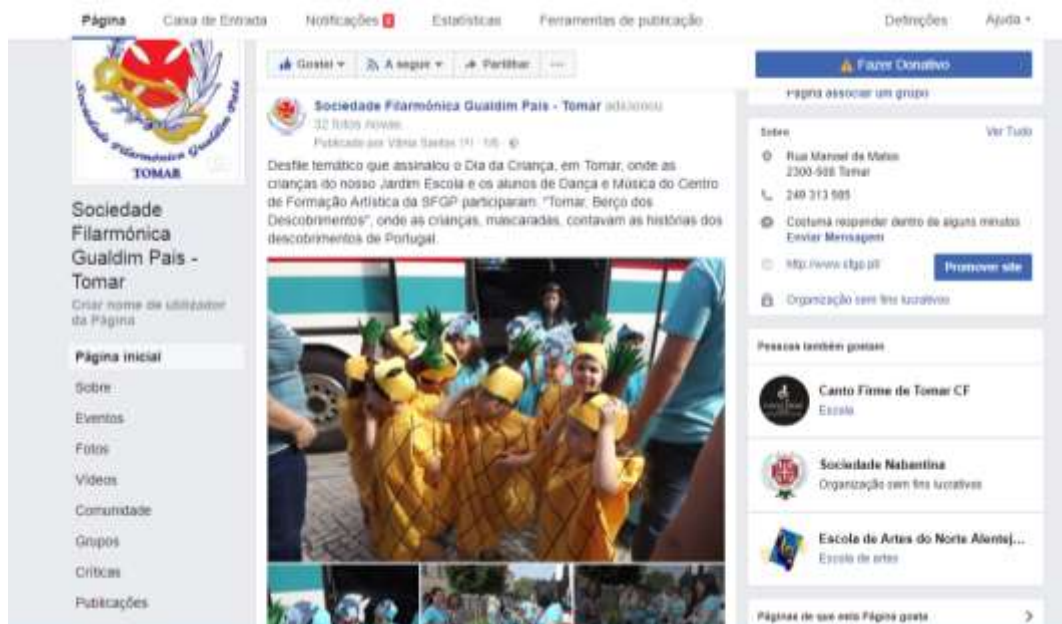 Página Caixa de Entrada Notificações Estatísticas Ferramentas de publicação Definições Ajuda
Sociedade Filarmónica Gualdim Pais
TOMAR
Sociedade
Filarmónica
Gualdim Pais -
Tomar
Criar nome de utilizador
da Página
Página inicial
Sobre
Eventos
Fotos
Vídeos
Comunidade
Grupos
Críticas
Publicações
Gostei A seguir Partilhar ...
Sociedade Filarmónica Gualdim Pais - Tomar adicionou
32 fotos novas.
Publicado por Vânia Santos
Desfile temático que assinalou o Dia da Criança, em Tomar, onde as
crianças do nosso Jardim Escola e os alunos de Dança e Música do Centro
de Formação Artística da SFGP participaram. "Tomar, Berço dos
Descobrimentos", onde as crianças, mascaradas, contavam as histórias dos
descobrimentos de Portugal.
Fazer Donativo
Página associar um grupo
Sobre Ver Tudo
Rua Manuel de Matos
2300-508 Tomar
249 313 585
Costuma responder dentro de alguns minutos
Enviar Mensagem
http://www.sfgp.pt/ Promover site
Organização sem fins lucrativos
Pessoas também gostam
Canto Firme de Tomar CF
Escola
Sociedade Nabantina
Organização sem fins lucrativos
Escola de Artes do Norte Alentej...
Escola de artes
Páginas de que esta Página gosta